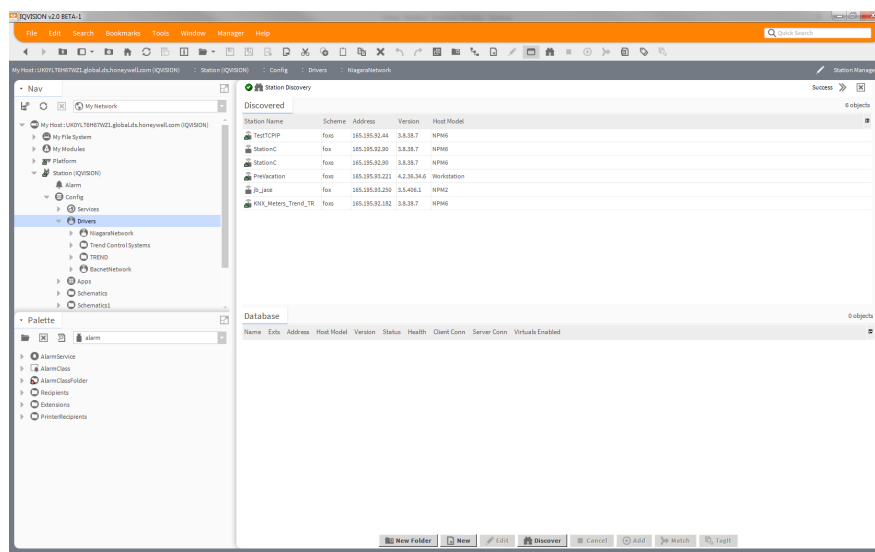 IQVISION v2.0 BETA-1
File Edit Search Bookmarks Tools Window Manager Help
Quick Search
My Host : UK0YLT6H67WZ1.global.ds.honeywell.com (IQVISION) : Station (IQVISION) : Config : Drivers : NiagaraNetwork
Station Manage
Nav
My Network
My Host : UK0YLT6H67WZ1.global.ds.honeywell.com (IQVISION)
My File System
My Modules
Platform
Station (IQVISION)
Alarm
Config
Services
Drivers
NiagaraNetwork
Trend Control Systems
TREND
BacnetNetwork
Apps
Schematics
Schematics1
Palette
alarm
AlarmService
AlarmClass
AlarmClassFolder
Recipients
Extensions
PrinterRecipients
Station Discovery
Success
Discovered
6 objects
Station Name Scheme Address Version Host Model
TestTCPIP foxs 165.195.92.44 3.8.38.7 NPM6
StationC fox 165.195.92.90 3.8.38.7 NPM6
StationC foxs 165.195.92.90 3.8.38.7 NPM6
PreVacation foxs 165.195.93.221 4.2.36.34.6 Workstation
jb_jace fox 165.195.93.250 3.5.406.1 NPM2
KNX_Meters_Trend_TR foxs 165.195.92.182 3.8.38.7 NPM6
Database
0 objects
Name Exts Address Host Model Version Status Health Client Conn Server Conn Virtuals Enabled
New Folder New Edit Discover Cancel Add Match TagIt